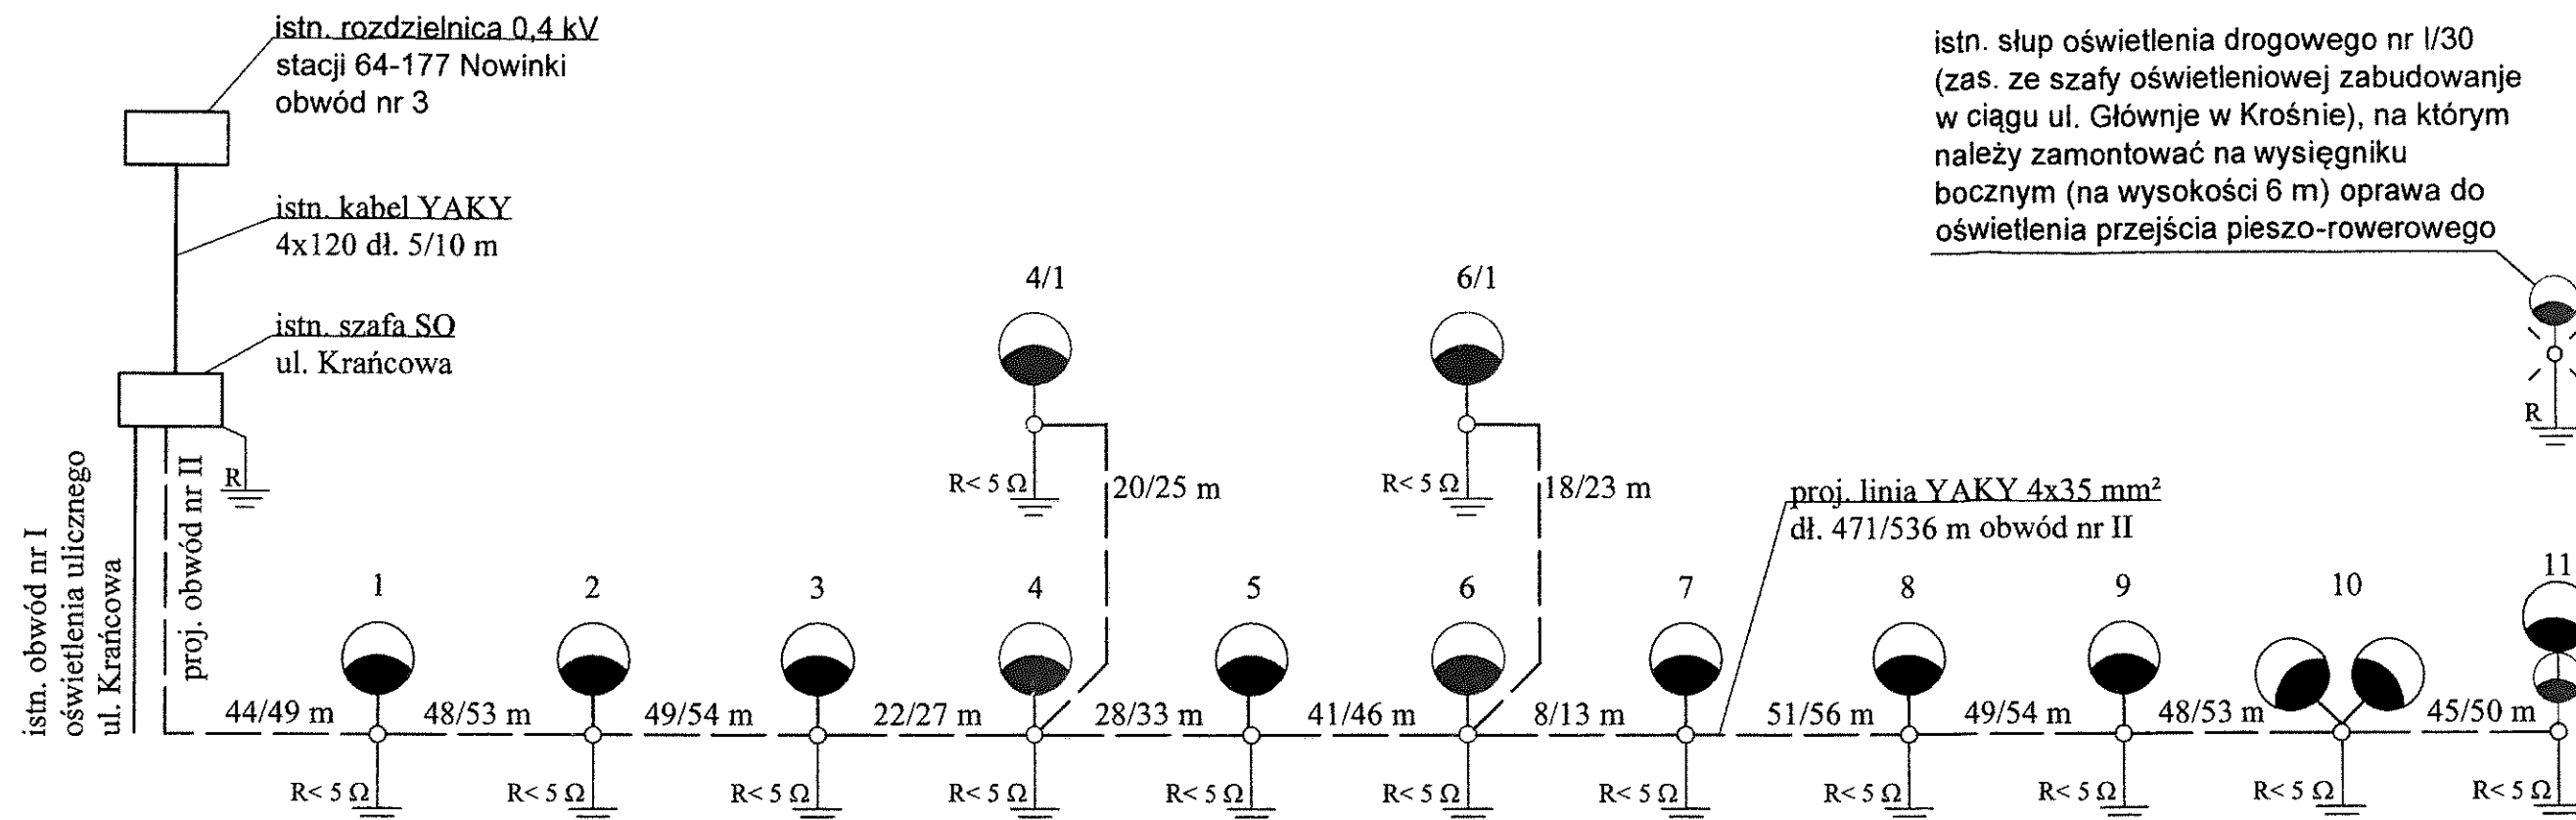 istn. rozdzielnica 0,4 kV
stacji 64-177 Nowinki
obwód nr 3
istn. słup oświetlenia drogowego nr I/30
(zas. ze szafy oświetleniowej zabudowanje
w ciągu ul. Głównje w Krośnie), na którym
należy zamontować na wysięgniku
bocznym (na wysokości 6 m) oprawa do
oświetlenia przejścia pieszo-rowerowego
istn. kabel YAKY
4x120 dł. 5/10 m
istn. szafa SO
ul. Krańcowa
4/1
6/1
R
R
istn. obwód nr I
oświetlenia ulicznego
ul. Krańcowa
proj. obwód nr II
R< 5 Ω
20/25 m
R< 5 Ω
18/23 m
proj. linia YAKY 4x35 mm²
dł. 471/536 m obwód nr II
1
2
3
4
5
6
7
8
9
10
11
44/49 m
48/53 m
49/54 m
22/27 m
28/33 m
41/46 m
8/13 m
51/56 m
49/54 m
48/53 m
45/50 m
R< 5 Ω
R< 5 Ω
R< 5 Ω
R< 5 Ω
R< 5 Ω
R< 5 Ω
R< 5 Ω
R< 5 Ω
R< 5 Ω
R< 5 Ω
R< 5 Ω